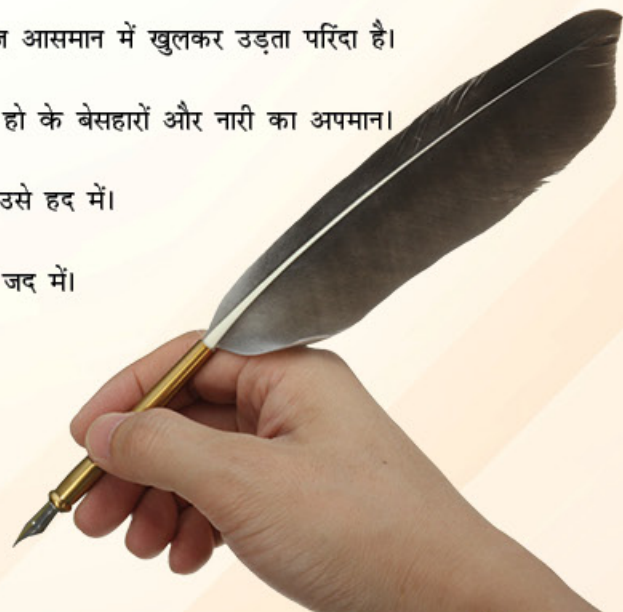 आसमान में खुलकर उड़ता परिंदा है।
हो के बेसहारों और नारी का अपमान।
उसे हद में।
जद में।